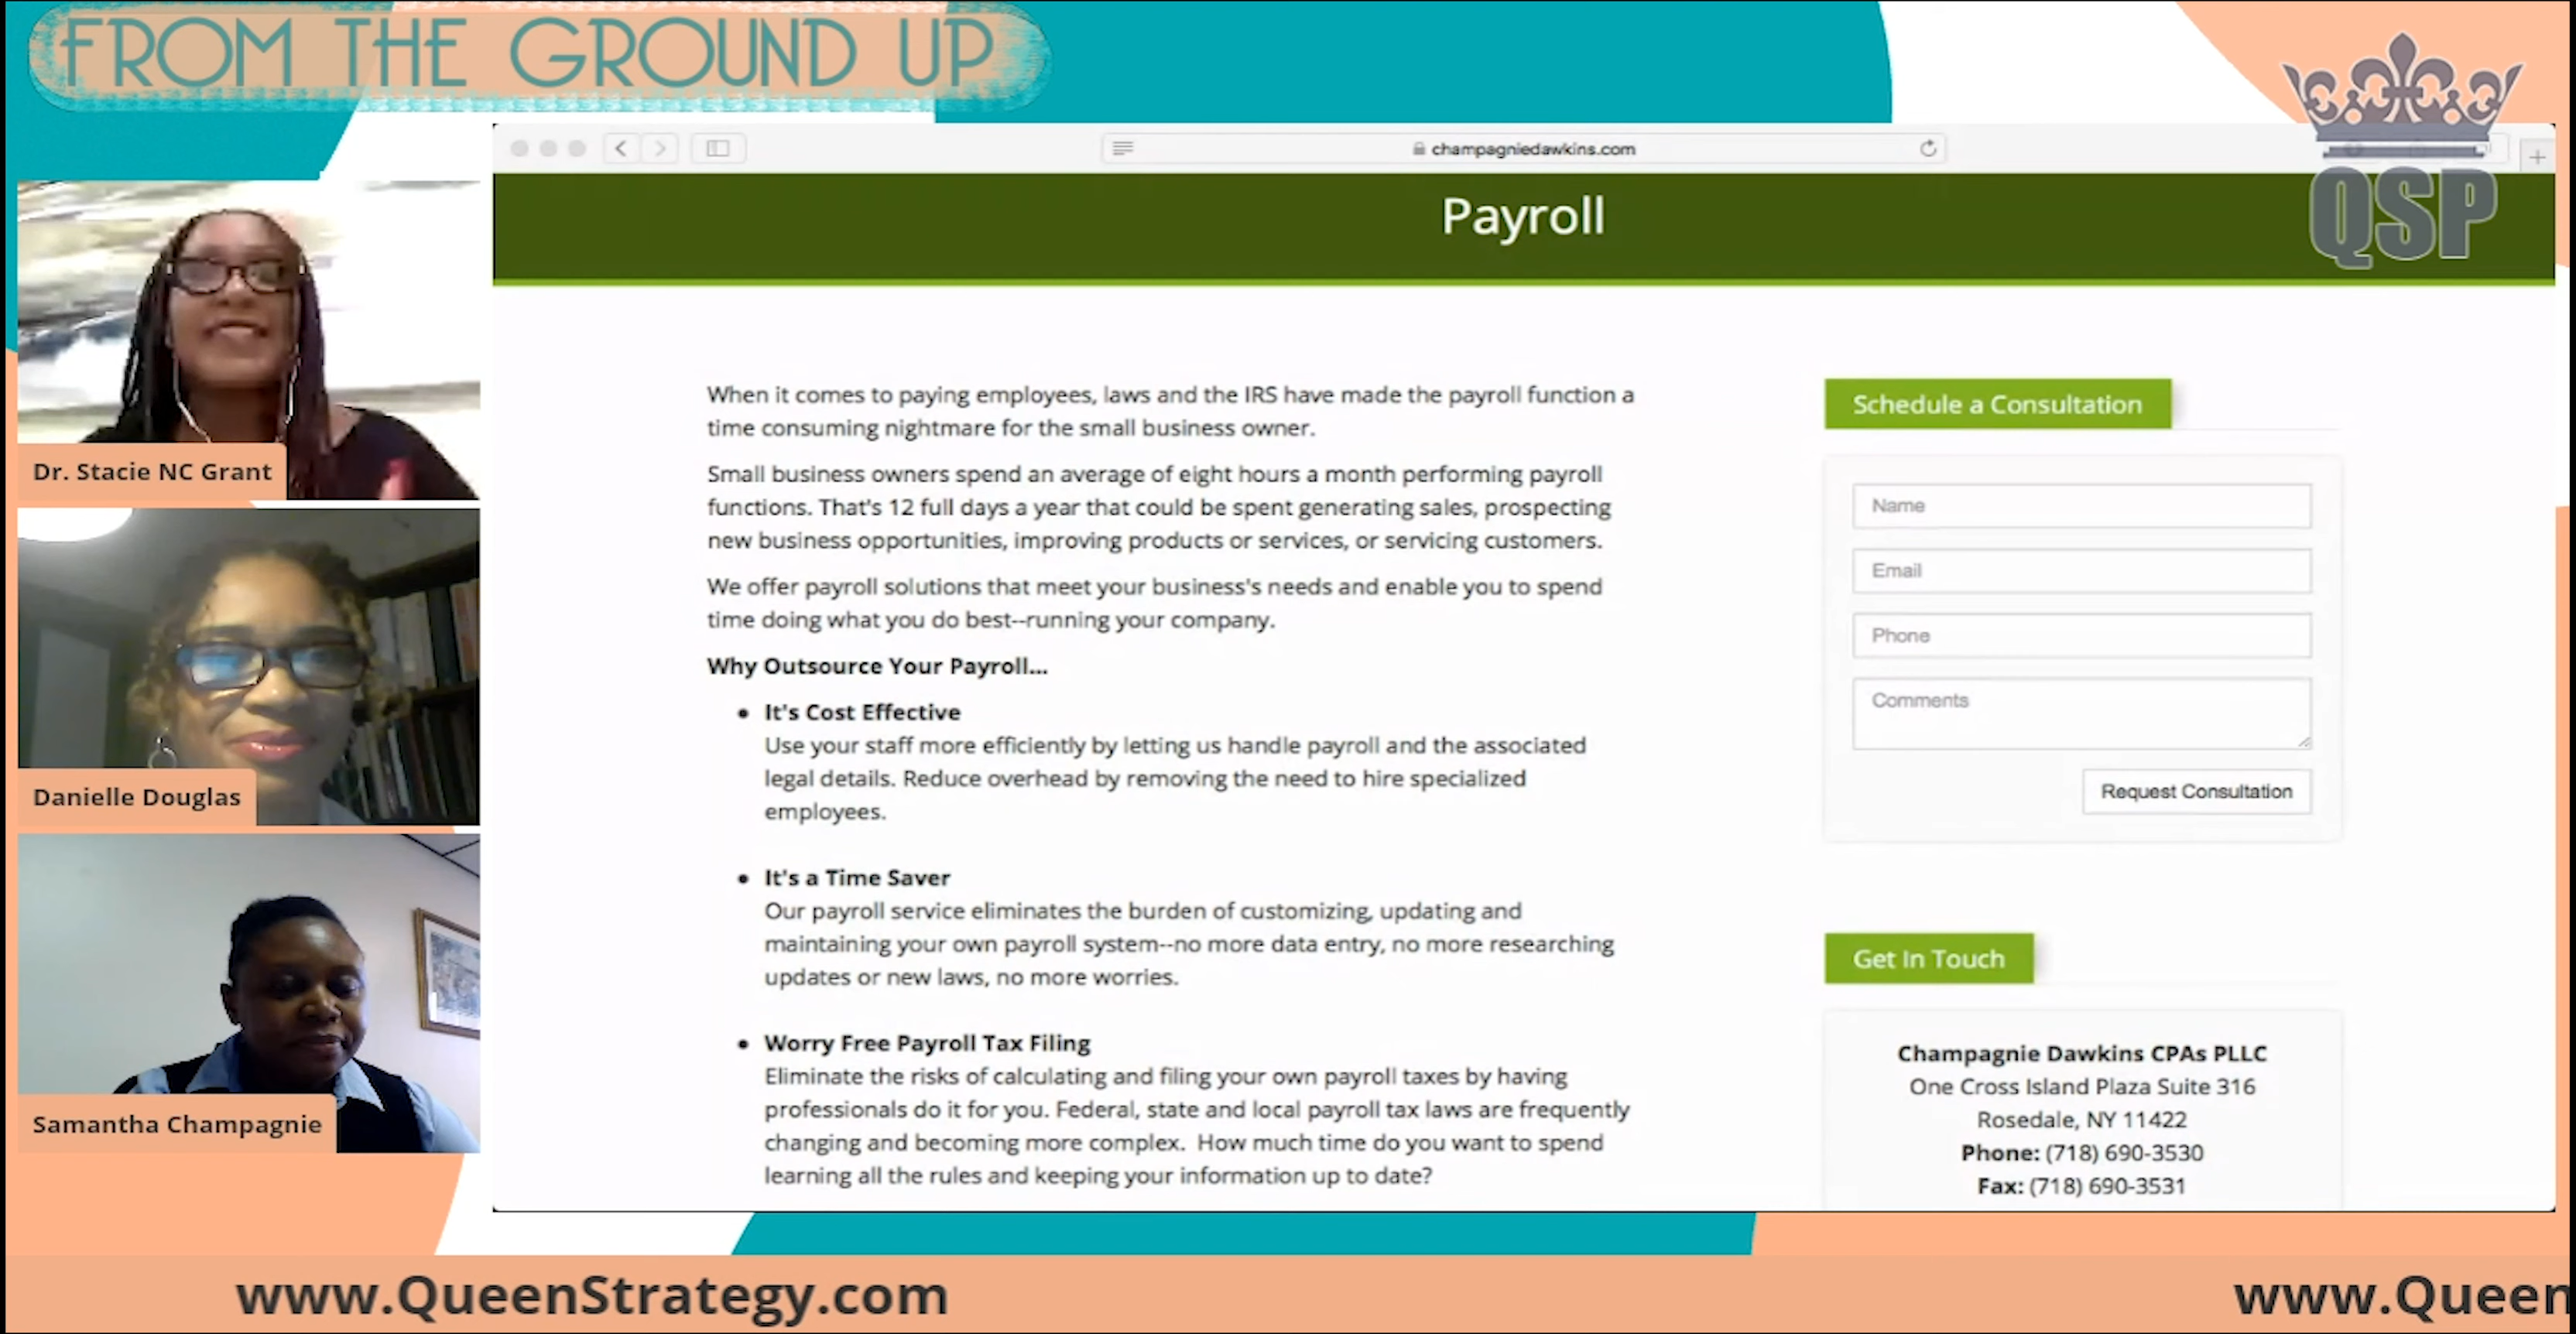 FROM THE GROUND UP
QSP
champagniedawkins.com
Payroll
When it comes to paying employees, laws and the IRS have made the payroll function a
time consuming nightmare for the small business owner.
Small business owners spend an average of eight hours a month performing payroll
functions. That's 12 full days a year that could be spent generating sales, prospecting
new business opportunities, improving products or services, or servicing customers.
We offer payroll solutions that meet your business's needs and enable you to spend
time doing what you do best--running your company.
Why Outsource Your Payroll...
• It's Cost Effective
Use your staff more efficiently by letting us handle payroll and the associated
legal details. Reduce overhead by removing the need to hire specialized
employees.
• It's a Time Saver
Our payroll service eliminates the burden of customizing, updating and
maintaining your own payroll system--no more data entry, no more researching
updates or new laws, no more worries.
• Worry Free Payroll Tax Filing
Eliminate the risks of calculating and filing your own payroll taxes by having
professionals do it for you. Federal, state and local payroll tax laws are frequently
changing and becoming more complex. How much time do you want to spend
learning all the rules and keeping your information up to date?
Schedule a Consultation
Name
Email
Phone
Comments
Request Consultation
Get In Touch
Champagnie Dawkins CPAs PLLC
One Cross Island Plaza Suite 316
Rosedale, NY 11422
Phone: (718) 690-3530
Fax: (718) 690-3531
Dr. Stacie NC Grant
Danielle Douglas
Samantha Champagnie
www.QueenStrategy.com
www.Queen